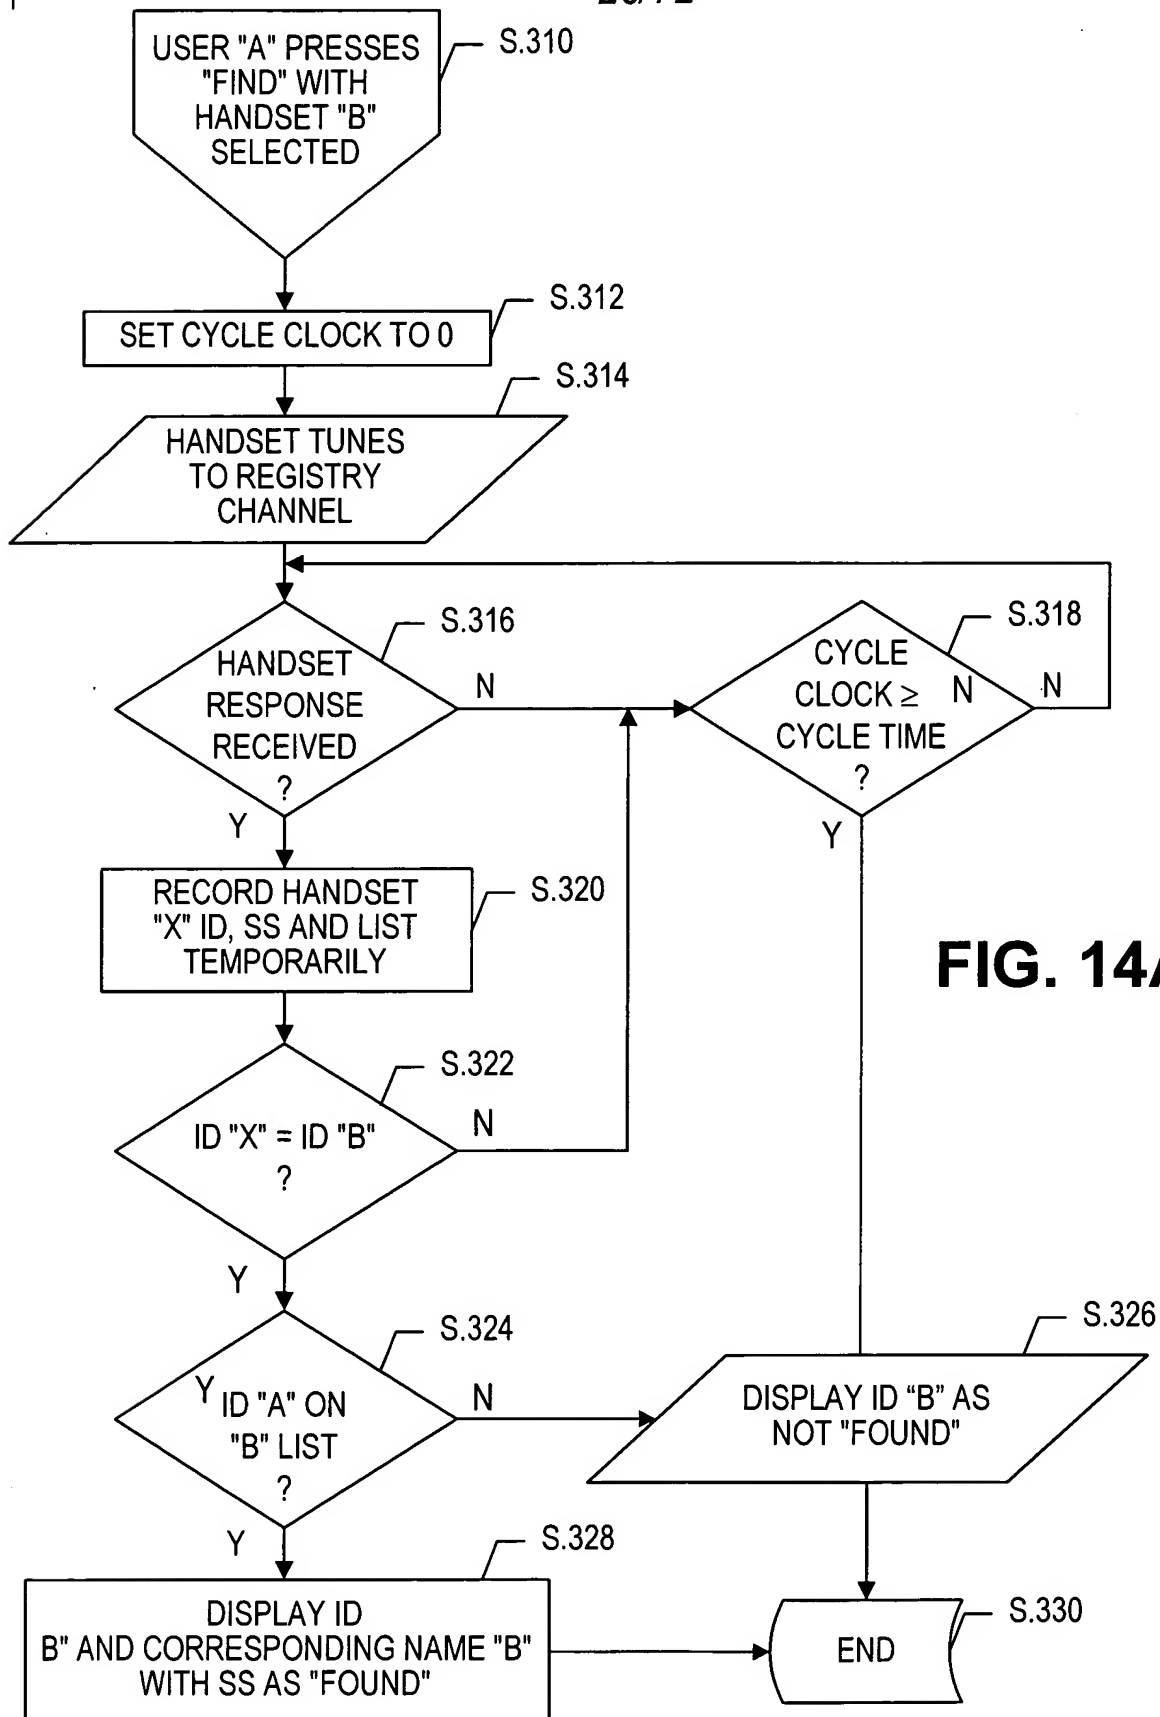 USER "A" PRESSES
"FIND" WITH
HANDSET "B"
SELECTED
S.310
SET CYCLE CLOCK TO 0
S.312
HANDSET TUNES
TO REGISTRY
CHANNEL
S.314
HANDSET
RESPONSE
RECEIVED
?
S.316
N
Y
CYCLE
CLOCK ≥ N
CYCLE TIME
?
S.318
N
Y
RECORD HANDSET
"X" ID, SS AND LIST
TEMPORARILY
S.320
FIG. 14A
ID "X" = ID "B"
?
S.322
N
Y
Y ID "A" ON
"B" LIST
?
S.324
N
Y
DISPLAY ID "B" AS
NOT "FOUND"
S.326
DISPLAY ID
B" AND CORRESPONDING NAME "B"
WITH SS AS "FOUND"
S.328
END
S.330